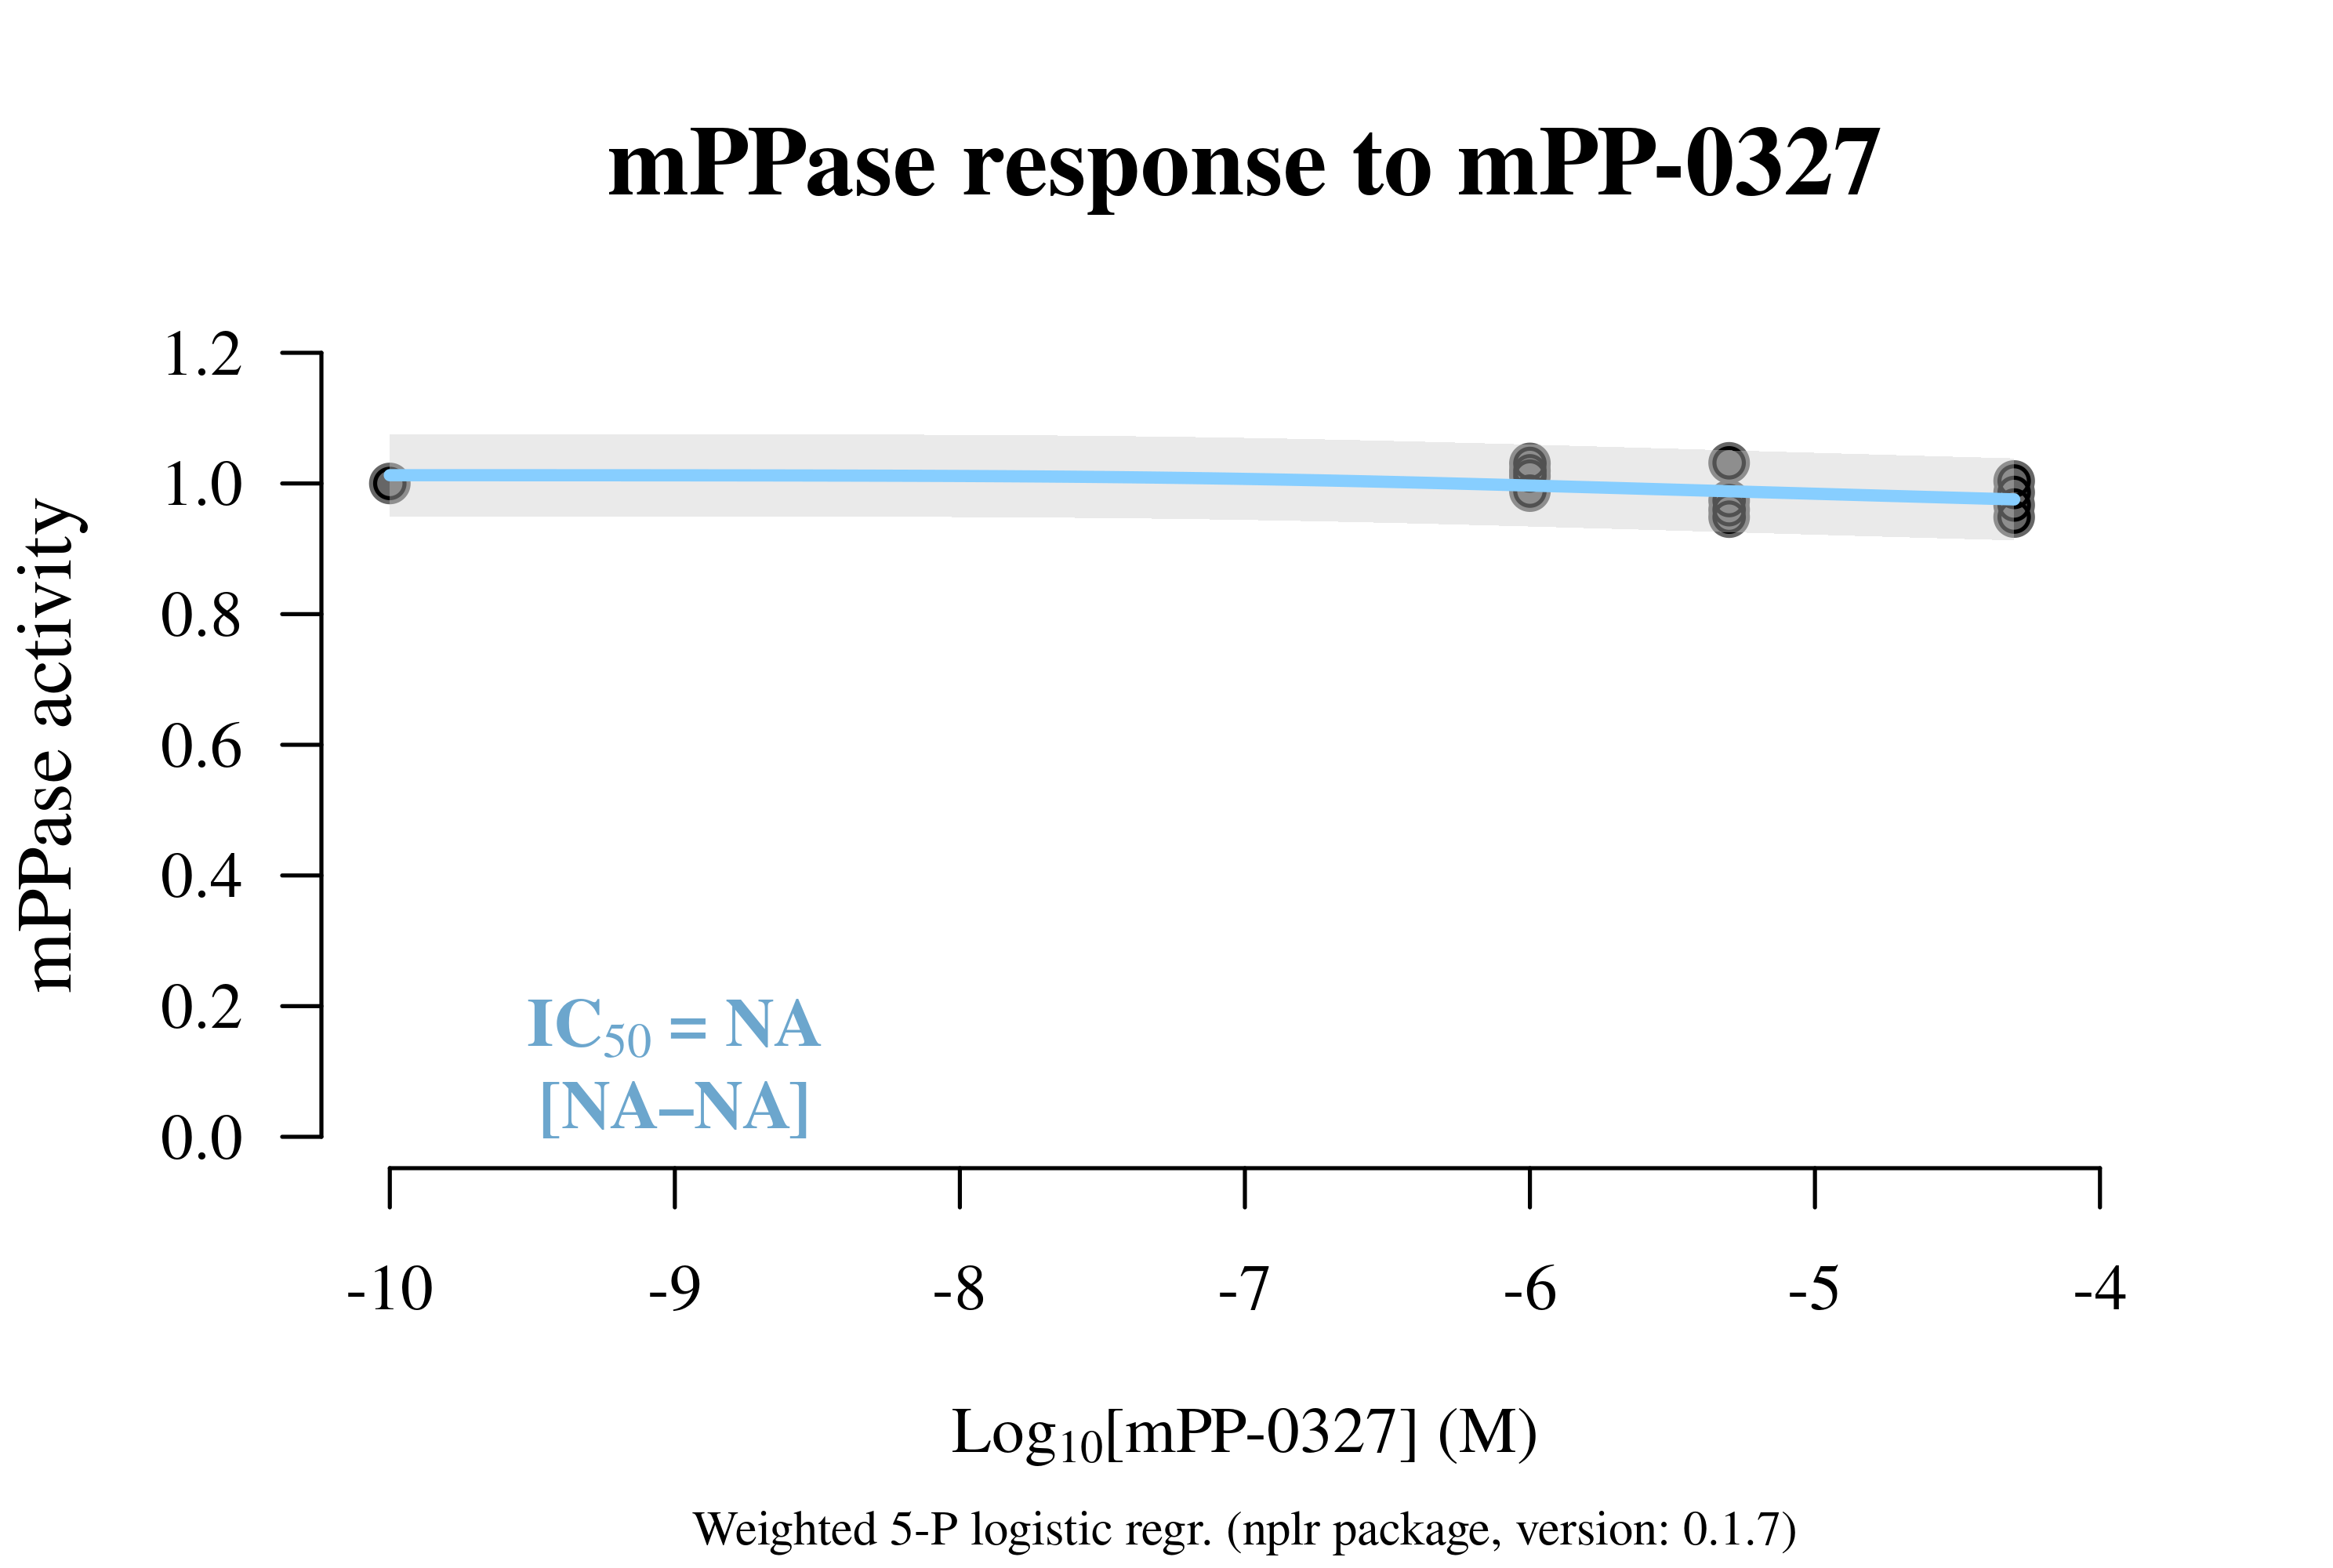 mPPase response to mPP-0327
mPPase activity
1.2
1.0
0.8
0.6
0.4
0.2
0.0
IC50 = NA
[NA–NA]
-10 -9 -8 -7 -6 -5 -4
Log10[mPP-0327] (M)
Weighted 5-P logistic regr. (nplr package, version: 0.1.7)